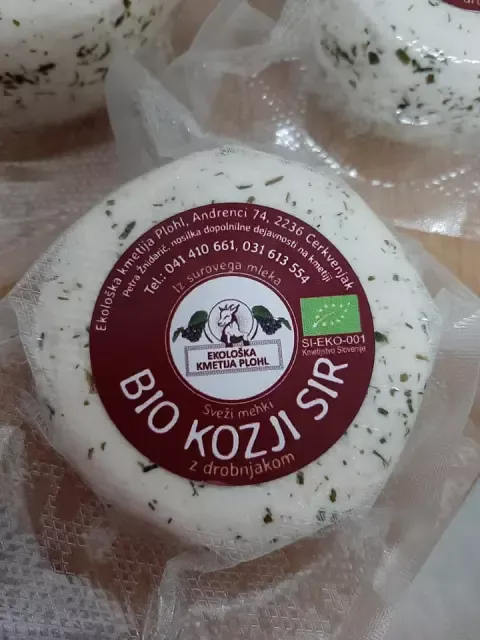 Ekološka kmetija Plohl, Andrenci 74, 2236 Cerkvenjak
Petra Žnidarič, nosilka dopolnilne dejavnosti na kmetiji
Tel.: 041 410 661, 031 613 554
Iz surovega mleka
EKOLOŠKA
KMETIJA PLOHL
SI-EKO-001
Kmetijstvo Slovenije
Sveži mehki
BIO KOZJI SIR
z drobnjakom